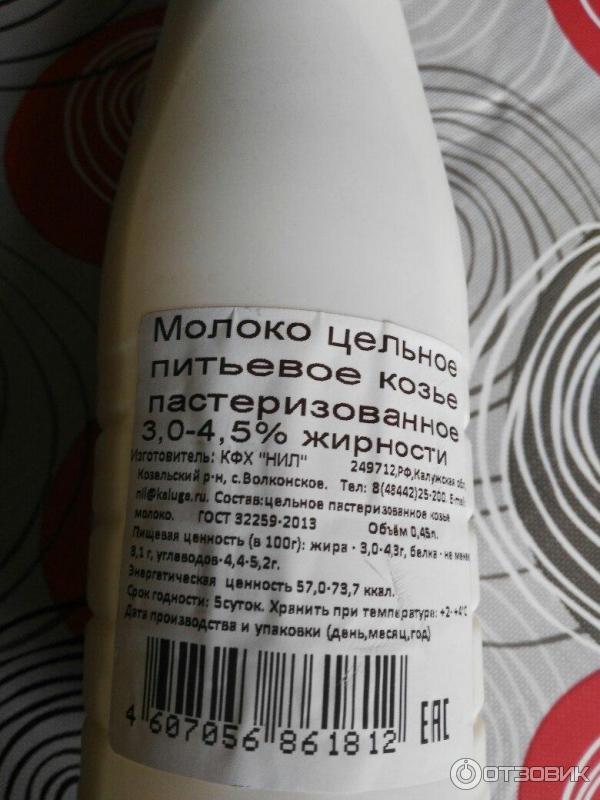 Молоко цельное
питьевое козье
пастеризованное
3,0-4,5% жирности
Изготовитель: КФХ "НИЛ" 249712,РФ,Калужская обл
Козельский р-н, с.Волконское. Тел: 8(48442)25-200. E-mail
nil@kaluga.ru. Состав:цельное пастеризованное козье
молоко. ГОСТ 32259-2013 Объём 0,45л.
Пищевая ценность (в 100г): жира - 3,0-4,3г, белка - не менее
3,1 г, углеводов-4,4-5,2г.
Энергетическая ценность 57,0-73,7 ккал.
Срок годности: 5суток. Хранить при температуре: +2-+4°С
Дата производства и упаковки (день,месяц,год)
4 607056 861812 ЕАС
ОТЗОВИК